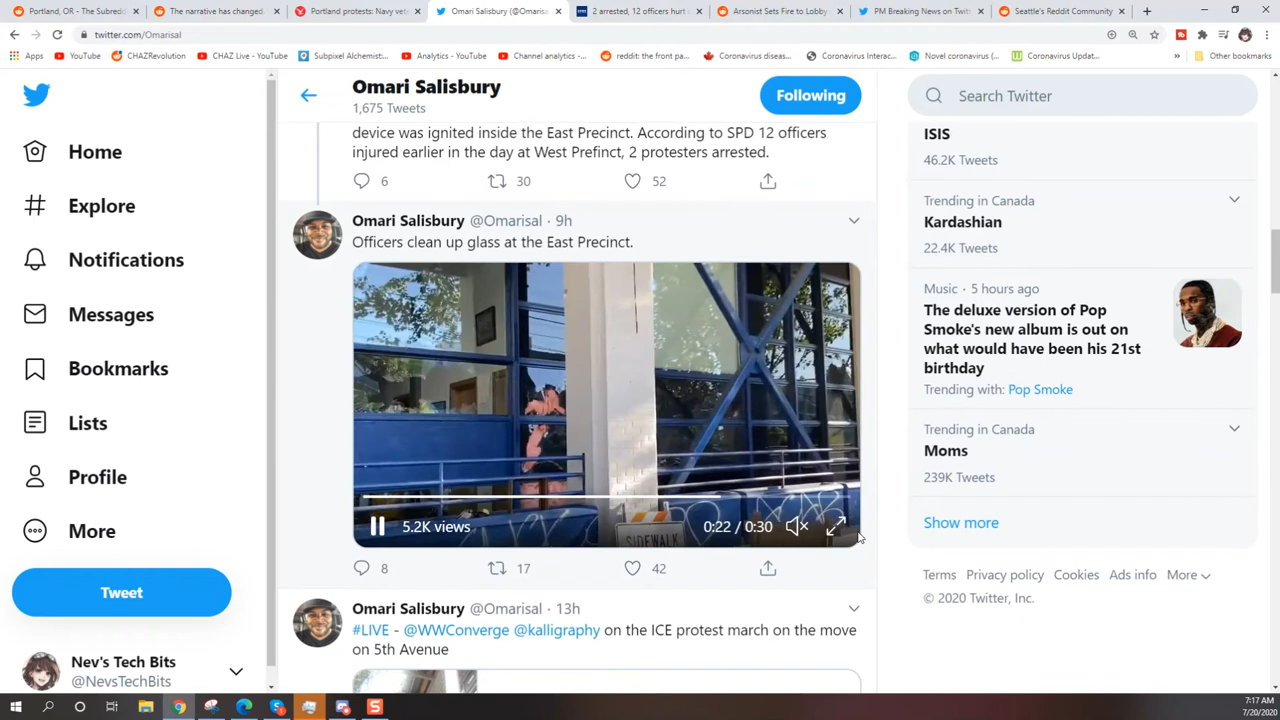 Portland, OR - The Subred
The narrative has changed.
Portland protests: Navy vete
Omari Salisbury (@Omarisa
2 arrested, 12 officers hurt
Arsonist Sets Fire to Lobby
PM Breaking News on Twitt
Seattle's Reddit Community
twitter.com/Omarisal
Apps
YouTube
CHAZRevolution
CHAZ Live - YouTube
Subpixel Alchemist:...
Analytics - YouTube
Channel analytics -...
reddit: the front pa...
Coronavirus diseas...
Coronavirus Interac...
Novel coronavirus (...
Coronavirus Updat...
Other bookmarks
Home
Explore
Notifications
Messages
Bookmarks
Lists
Profile
More
Tweet
Nev's Tech Bits
@NevsTechBits
Omari Salisbury
1,675 Tweets
Following
device was ignited inside the East Precinct. According to SPD 12 officers
injured earlier in the day at West Prefinct, 2 protesters arrested.
6 30 52
Omari Salisbury @Omarisal · 9h
Officers clean up glass at the East Precinct.
SIDEWALK
5.2K views 0:22 / 0:30
8 17 42
Omari Salisbury @Omarisal · 13h
#LIVE - @WWConverge @kalligraphy on the ICE protest march on the move
on 5th Avenue
Search Twitter
ISIS
46.2K Tweets
Trending in Canada
Kardashian
22.4K Tweets
Music · 5 hours ago
The deluxe version of Pop
Smoke's new album is out on
what would have been his 21st
birthday
Trending with: Pop Smoke
Trending in Canada
Moms
239K Tweets
Show more
Terms Privacy policy Cookies Ads info More
© 2020 Twitter, Inc.
7:17 AM
7/20/2020